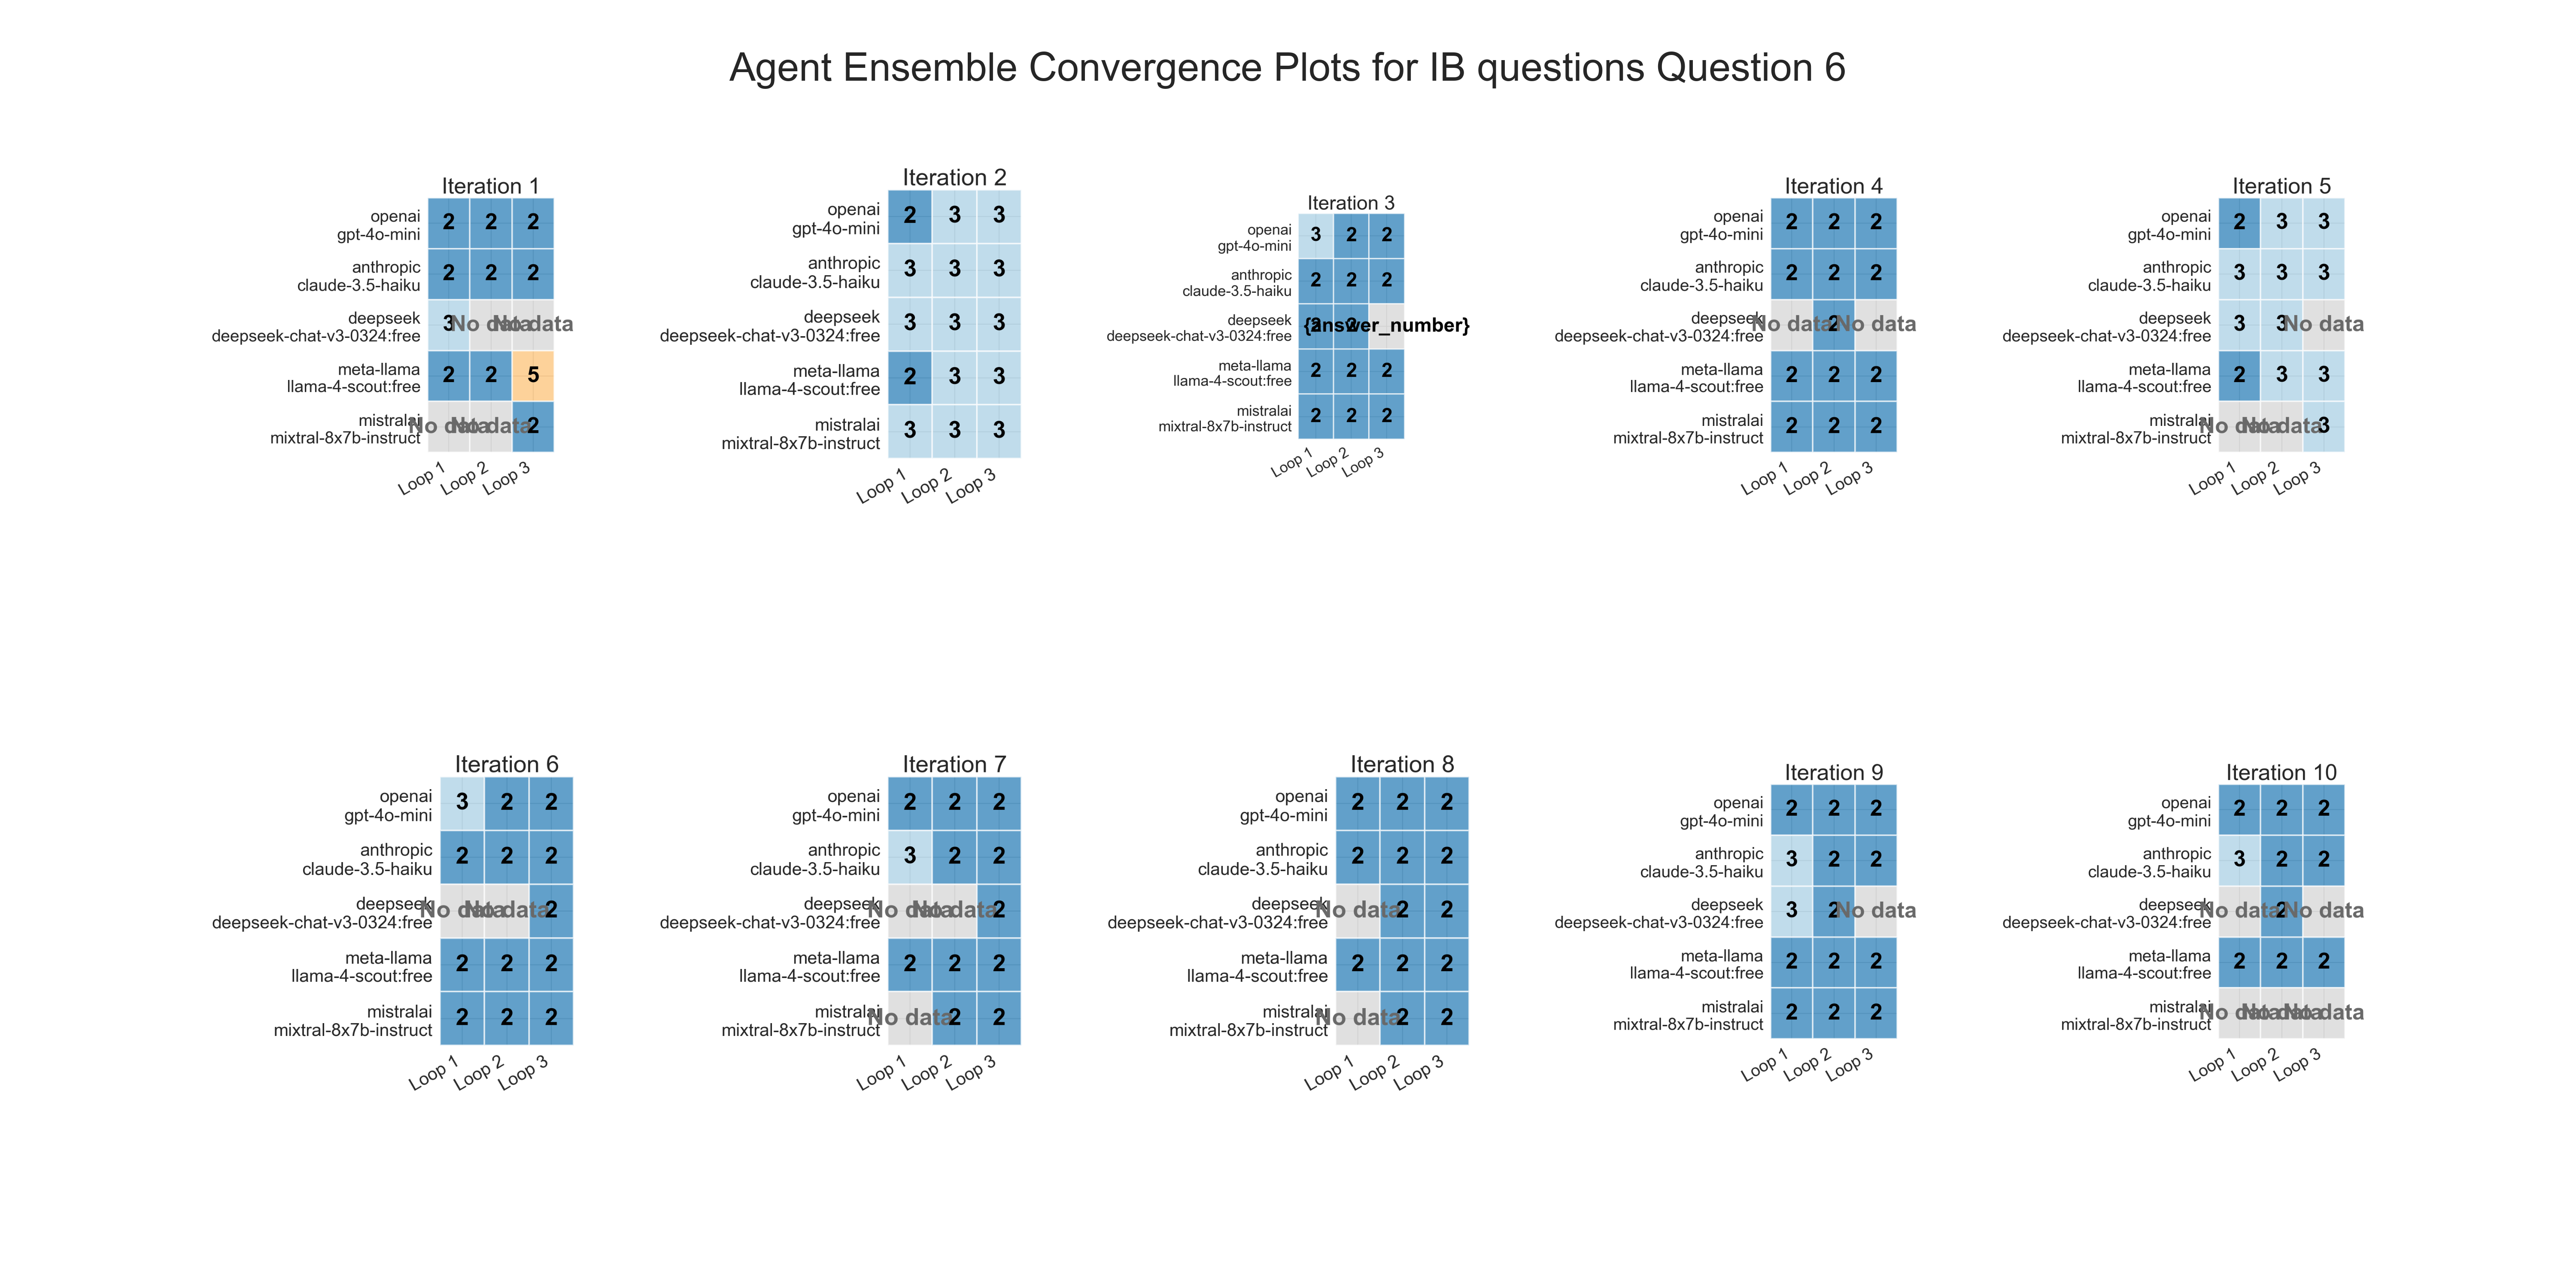 Agent Ensemble Convergence Plots for IB questions Question 6
Iteration 1
openai
gpt-4o-mini
2 2 2
anthropic
claude-3.5-haiku
2 2 2
deepseek
deepseek-chat-v3-0324:free
3 No data No data
meta-llama
llama-4-scout:free
2 2 5
mistralai
mixtral-8x7b-instruct
No data No data 2
Loop 1 Loop 2 Loop 3
Iteration 2
openai
gpt-4o-mini
2 3 3
anthropic
claude-3.5-haiku
3 3 3
deepseek
deepseek-chat-v3-0324:free
3 3 3
meta-llama
llama-4-scout:free
2 3 3
mistralai
mixtral-8x7b-instruct
3 3 3
Loop 1 Loop 2 Loop 3
Iteration 3
openai
gpt-4o-mini
3 2 2
anthropic
claude-3.5-haiku
2 2 2
deepseek
deepseek-chat-v3-0324:free
2 2 {answer_number}
meta-llama
llama-4-scout:free
2 2 2
mistralai
mixtral-8x7b-instruct
2 2 2
Loop 1 Loop 2 Loop 3
Iteration 4
openai
gpt-4o-mini
2 2 2
anthropic
claude-3.5-haiku
2 2 2
deepseek
deepseek-chat-v3-0324:free
No data 2 No data
meta-llama
llama-4-scout:free
2 2 2
mistralai
mixtral-8x7b-instruct
2 2 2
Loop 1 Loop 2 Loop 3
Iteration 5
openai
gpt-4o-mini
2 3 3
anthropic
claude-3.5-haiku
3 3 3
deepseek
deepseek-chat-v3-0324:free
3 3 No data
meta-llama
llama-4-scout:free
2 3 3
mistralai
mixtral-8x7b-instruct
No data No data 3
Loop 1 Loop 2 Loop 3
Iteration 6
openai
gpt-4o-mini
3 2 2
anthropic
claude-3.5-haiku
2 2 2
deepseek
deepseek-chat-v3-0324:free
No data No data 2
meta-llama
llama-4-scout:free
2 2 2
mistralai
mixtral-8x7b-instruct
2 2 2
Loop 1 Loop 2 Loop 3
Iteration 7
openai
gpt-4o-mini
2 2 2
anthropic
claude-3.5-haiku
3 2 2
deepseek
deepseek-chat-v3-0324:free
No data No data 2
meta-llama
llama-4-scout:free
2 2 2
mistralai
mixtral-8x7b-instruct
No data 2 2
Loop 1 Loop 2 Loop 3
Iteration 8
openai
gpt-4o-mini
2 2 2
anthropic
claude-3.5-haiku
2 2 2
deepseek
deepseek-chat-v3-0324:free
No data 2 2
meta-llama
llama-4-scout:free
2 2 2
mistralai
mixtral-8x7b-instruct
No data 2 2
Loop 1 Loop 2 Loop 3
Iteration 9
openai
gpt-4o-mini
2 2 2
anthropic
claude-3.5-haiku
3 2 2
deepseek
deepseek-chat-v3-0324:free
3 2 No data
meta-llama
llama-4-scout:free
2 2 2
mistralai
mixtral-8x7b-instruct
2 2 2
Loop 1 Loop 2 Loop 3
Iteration 10
openai
gpt-4o-mini
2 2 2
anthropic
claude-3.5-haiku
3 2 2
deepseek
deepseek-chat-v3-0324:free
No data 2 No data
meta-llama
llama-4-scout:free
2 2 2
mistralai
mixtral-8x7b-instruct
No data No data No data
Loop 1 Loop 2 Loop 3